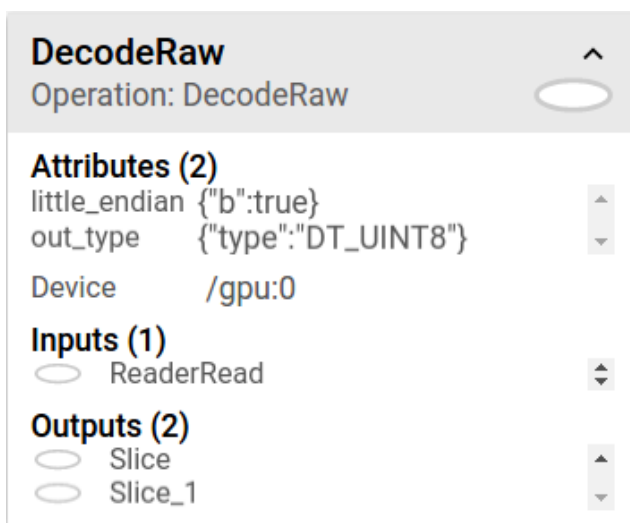 DecodeRaw
Operation: DecodeRaw
Attributes (2)
little_endian {"b":true}
out_type {"type":"DT_UINT8"}
Device /gpu:0
Inputs (1)
ReaderRead
Outputs (2)
Slice
Slice_1